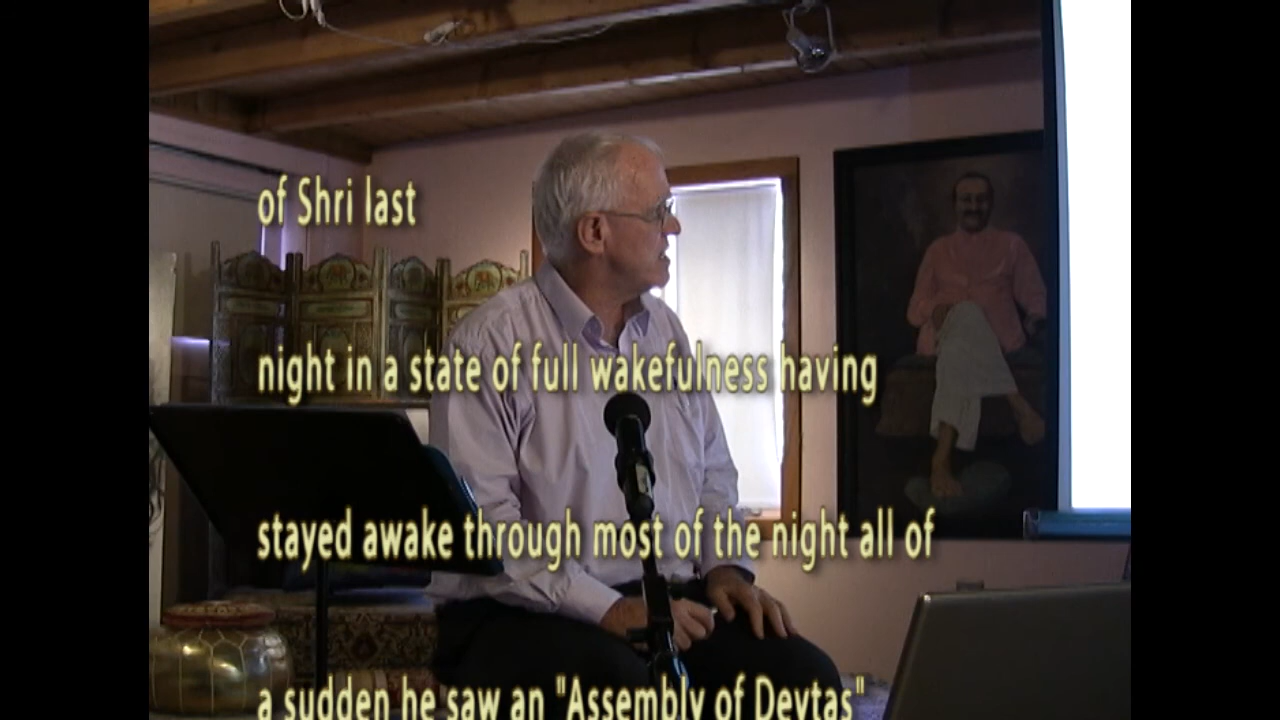 of Shri last
night in a state of full wakefulness having
stayed awake through most of the night all of
a sudden he saw an "Assembly of Devtas"